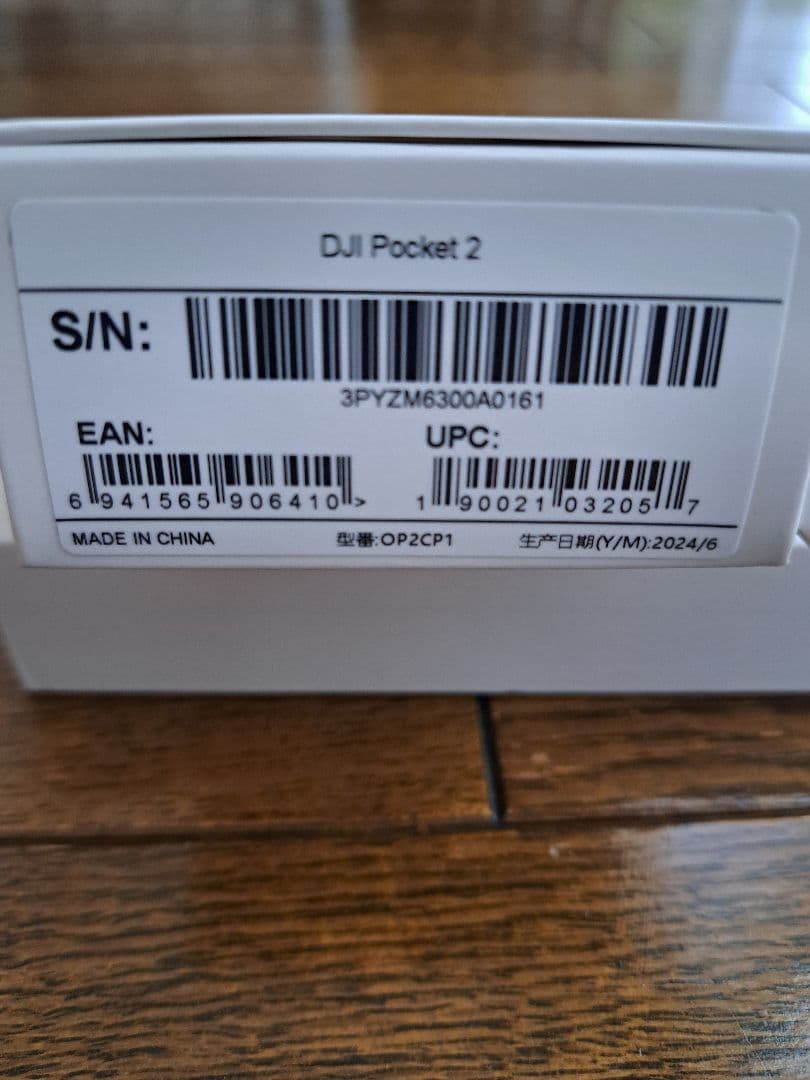 DJI Pocket 2
S/N:
3PYZM6300A0161
EAN: UPC:
6 941565 906410 > 1 90021 03205 7
MADE IN CHINA 型番:OP2CP1 生产日期(Y/M):2024/6